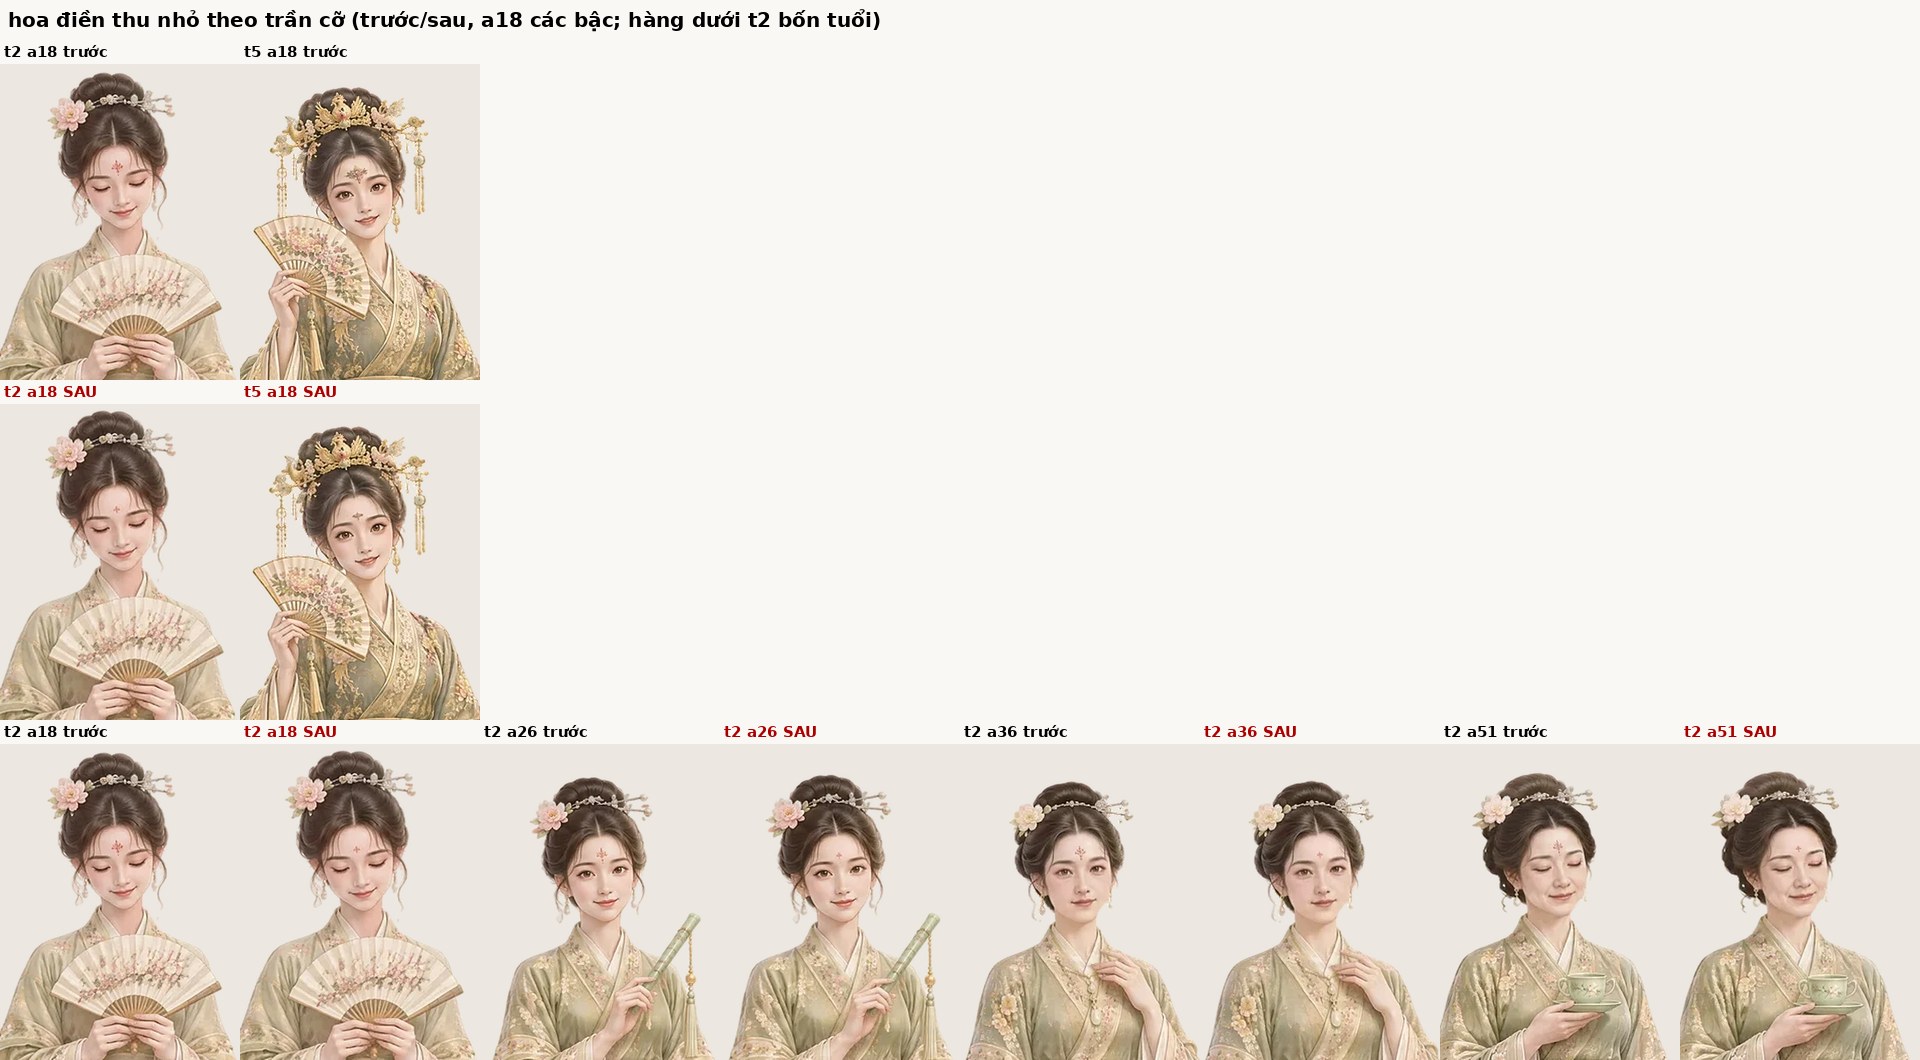 hoa điền thu nhỏ theo trần cỡ (trước/sau, a18 các bậc; hàng dưới t2 bốn tuổi)
t2 a18 trước
t5 a18 trước
t2 a18 SAU
t5 a18 SAU
t2 a18 trước
t2 a18 SAU
t2 a26 trước
t2 a26 SAU
t2 a36 trước
t2 a36 SAU
t2 a51 trước
t2 a51 SAU